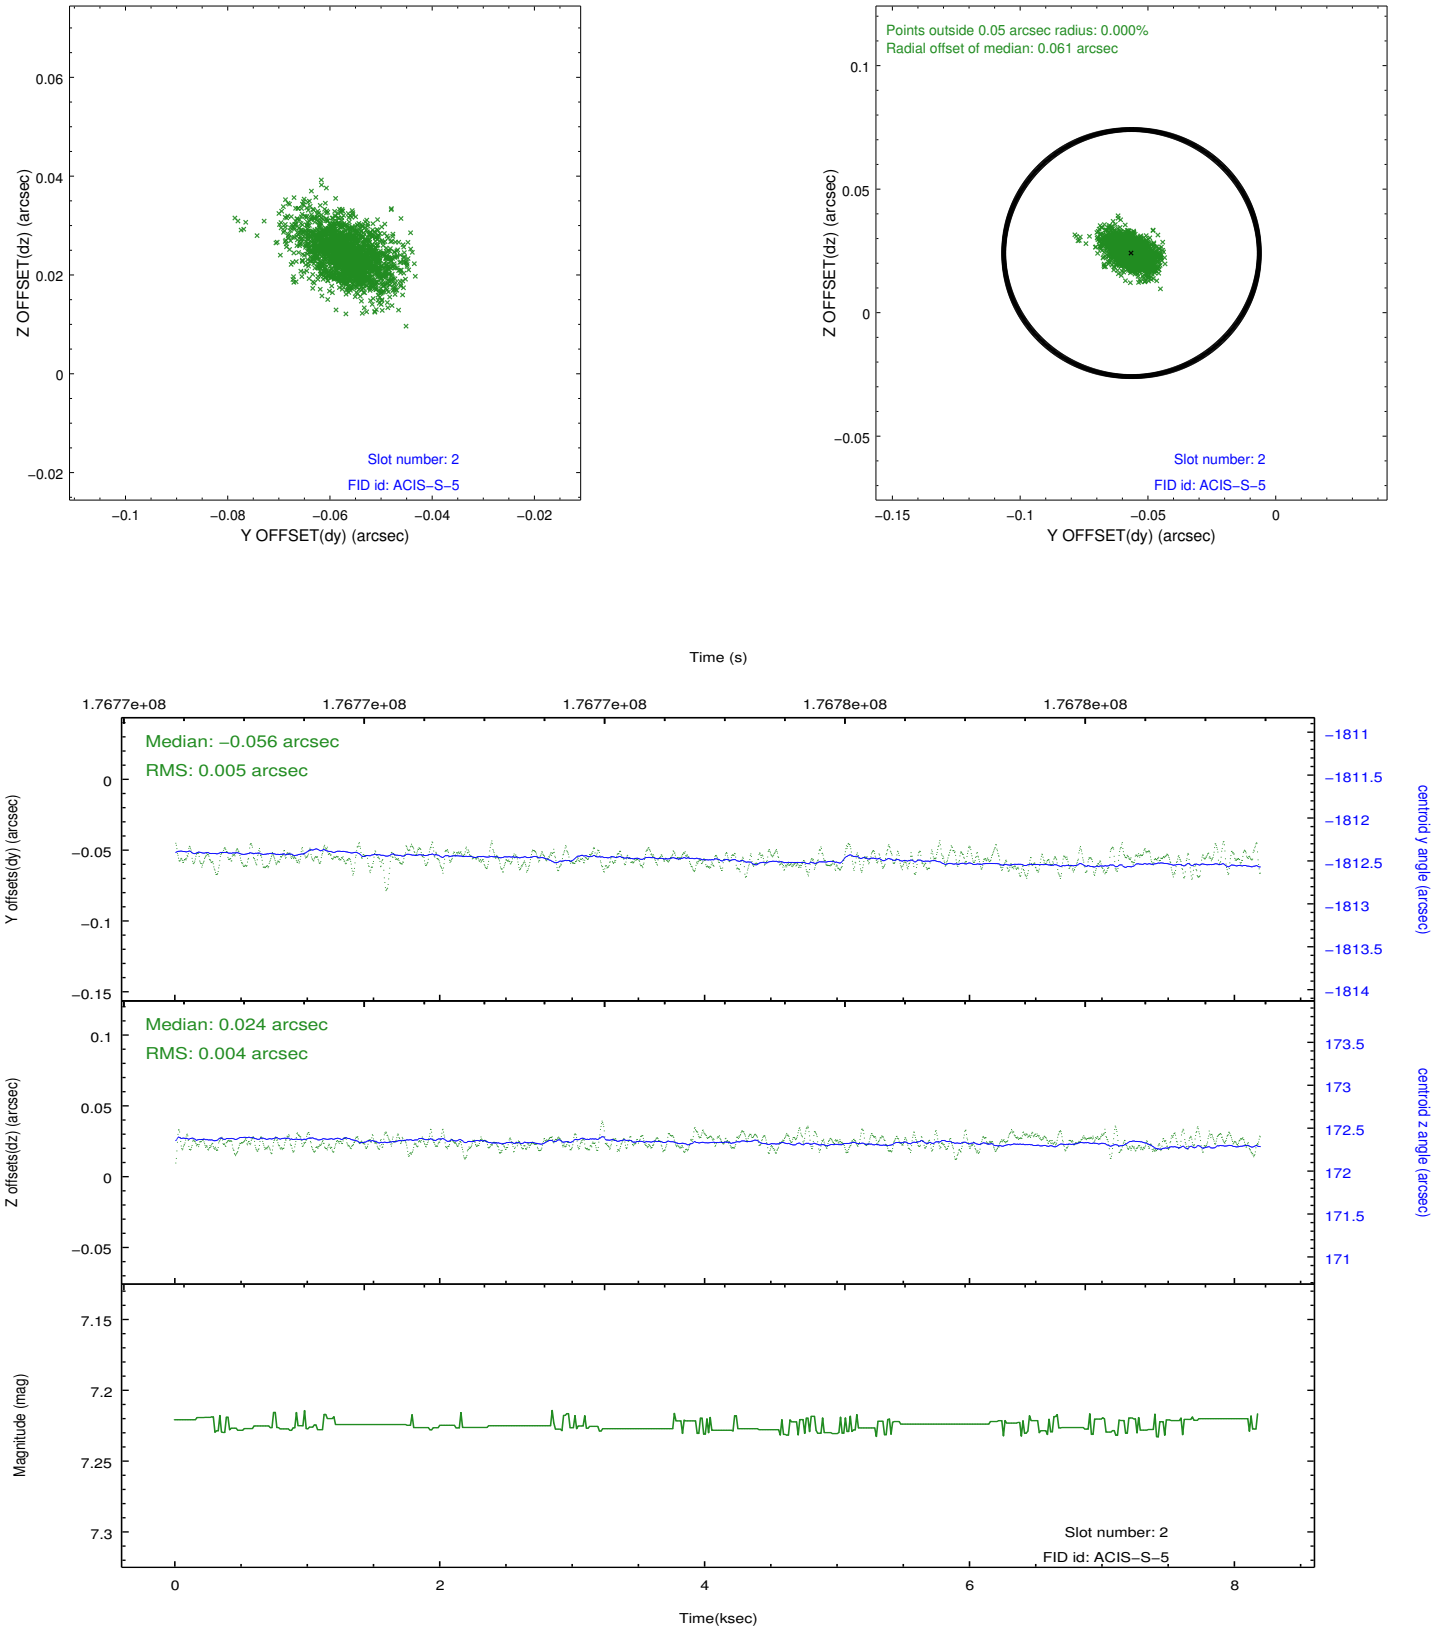 0.06
0.04
0.02
0
−0.02
Z OFFSET(dz) (arcsec)
Slot number: 2
FID id: ACIS−S−5
−0.1
−0.08
−0.06
−0.04
−0.02
Y OFFSET(dy) (arcsec)
Points outside 0.05 arcsec radius: 0.000%
Radial offset of median: 0.061 arcsec
0.1
0.05
0
−0.05
Z OFFSET(dz) (arcsec)
Slot number: 2
FID id: ACIS−S−5
−0.15
−0.1
−0.05
0
Y OFFSET(dy) (arcsec)
Time (s)
1.7677e+08
1.7677e+08
1.7677e+08
1.7678e+08
1.7678e+08
Median: −0.056 arcsec
RMS: 0.005 arcsec
0
−0.05
−0.1
−0.15
Y offsets(dy) (arcsec)
−1811
−1811.5
−1812
−1812.5
−1813
−1813.5
−1814
centroid y angle (arcsec)
Median: 0.024 arcsec
RMS: 0.004 arcsec
0.1
0.05
0
−0.05
Z offsets(dz) (arcsec)
173.5
173
172.5
172
171.5
171
centroid z angle (arcsec)
7.15
7.2
7.25
7.3
Magnitude (mag)
Slot number: 2
FID id: ACIS−S−5
0
2
4
6
8
Time(ksec)